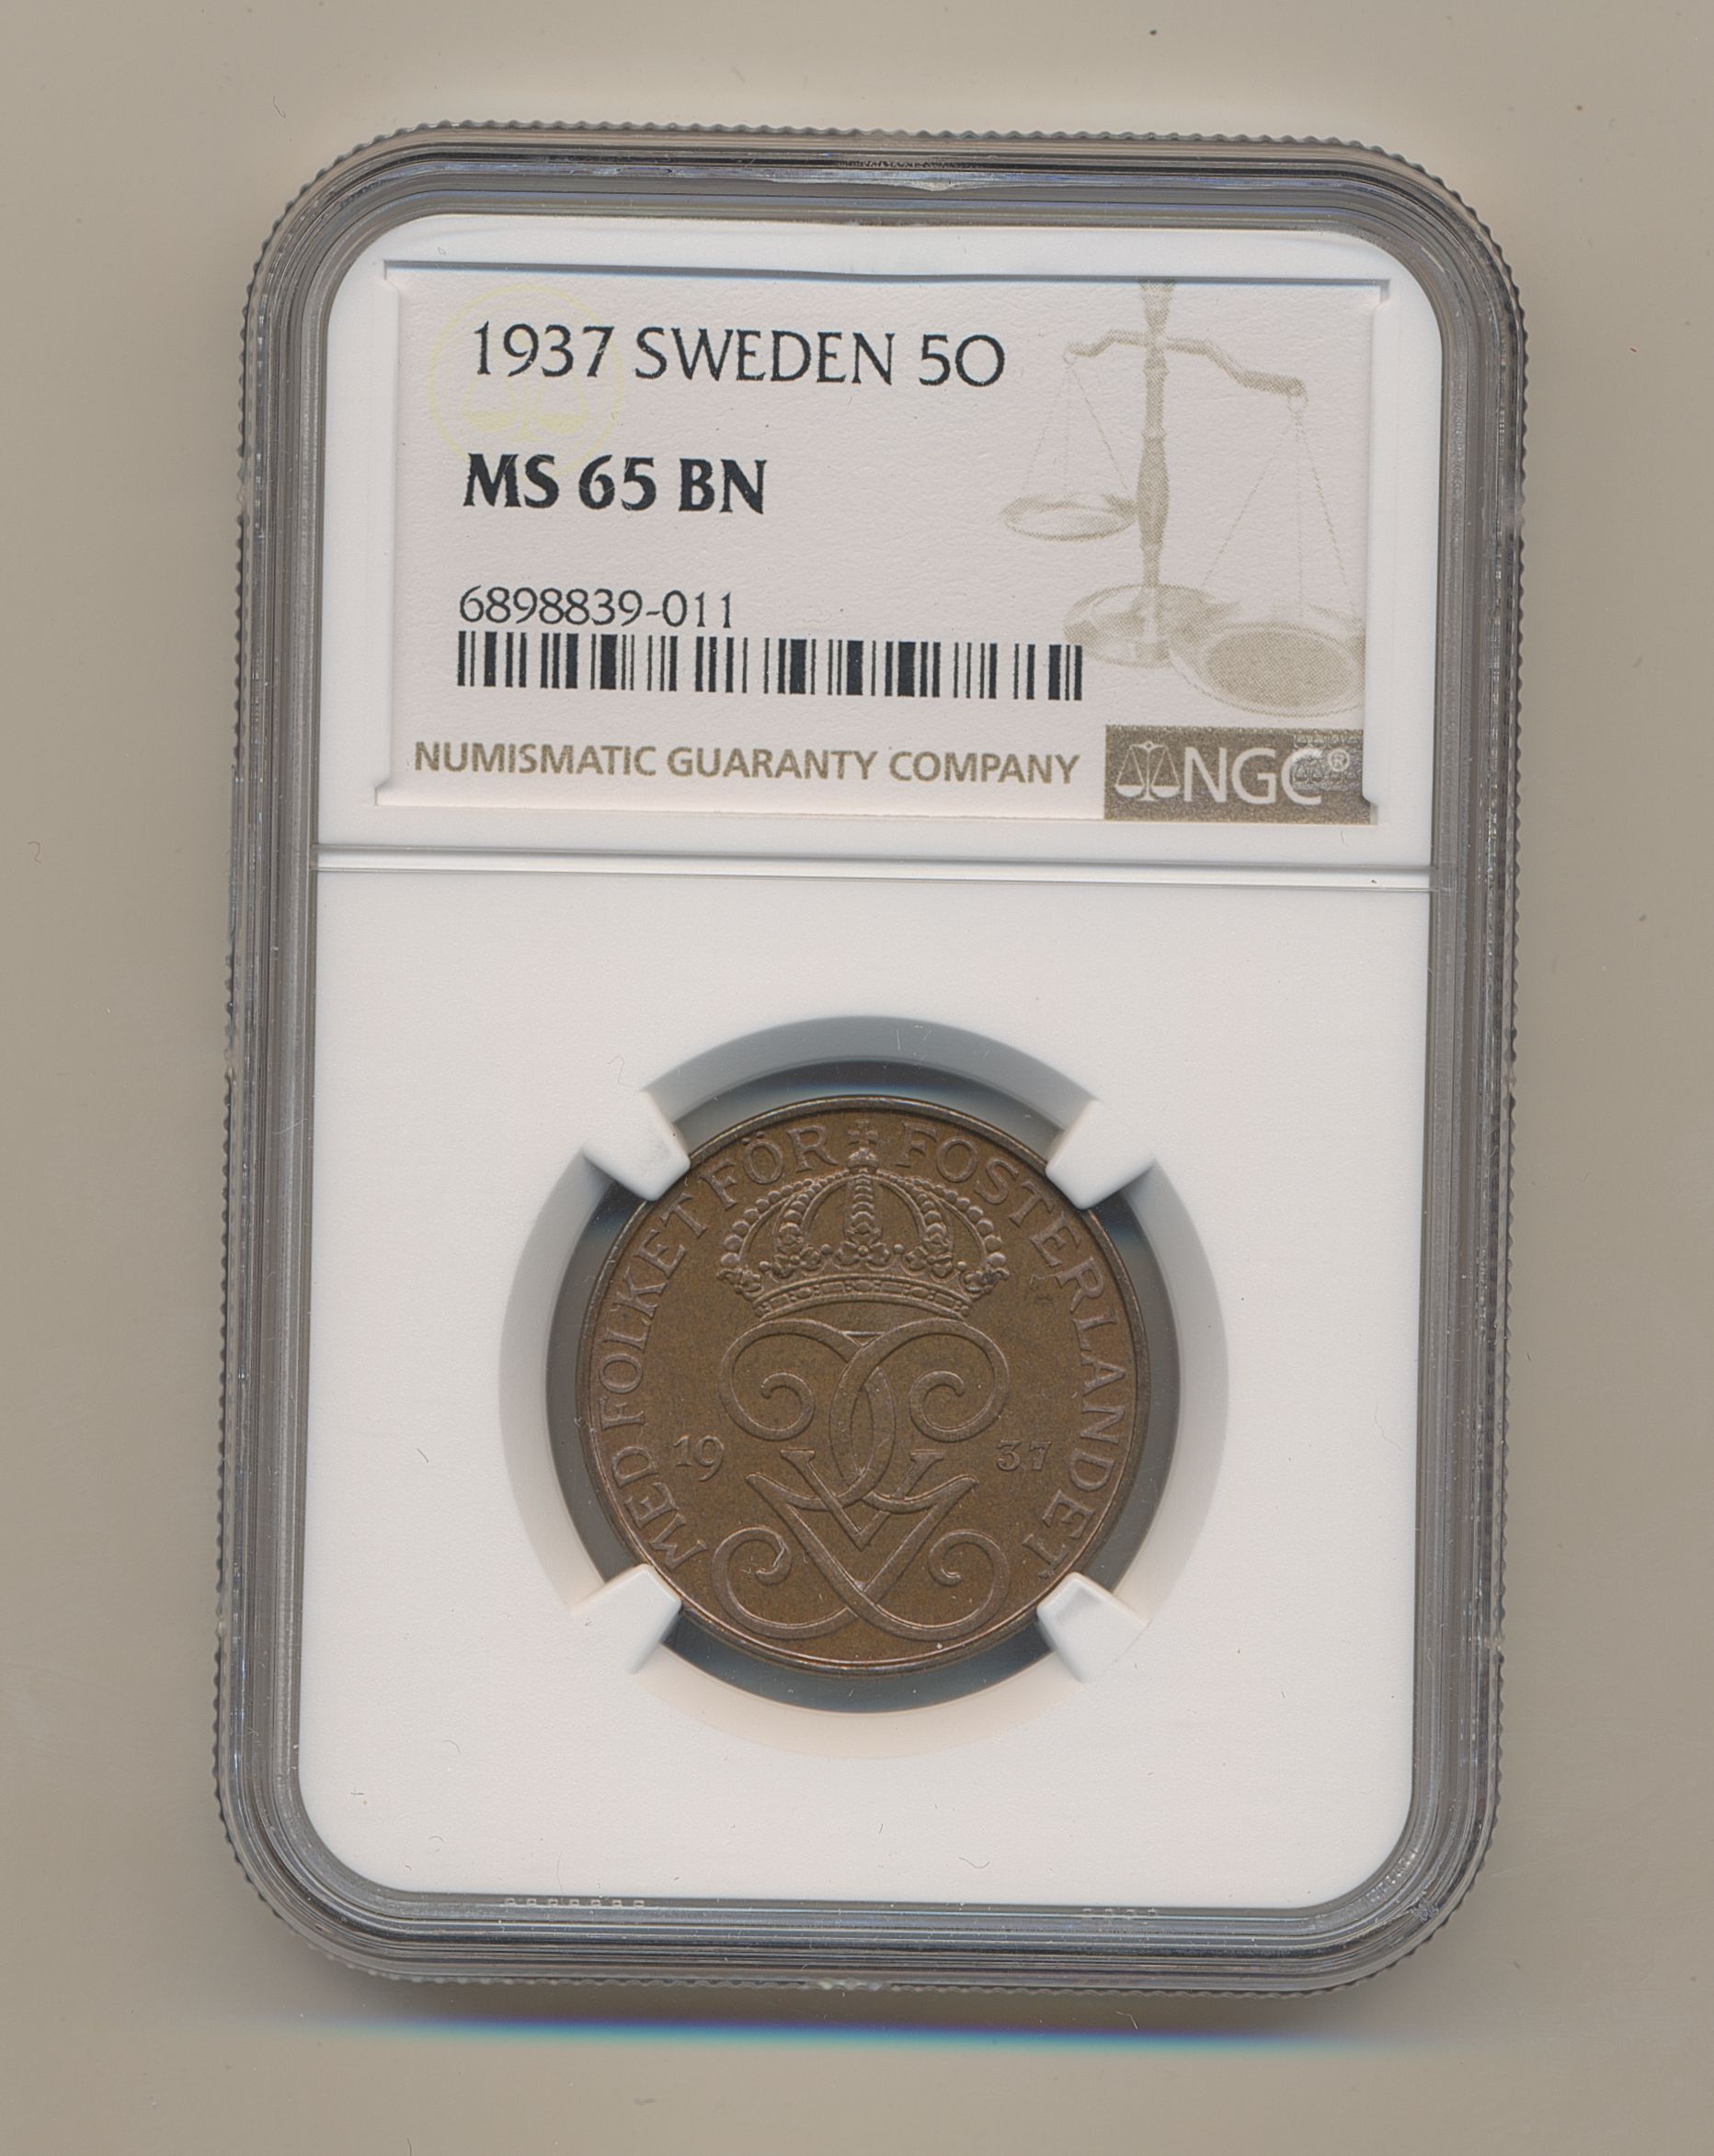 1937 SWEDEN 5O
MS 65 BN
6898839-011
NUMISMATIC GUARANTY COMPANY NGC®
MED FOLKET FÖR FOSTERLANDET
19 37